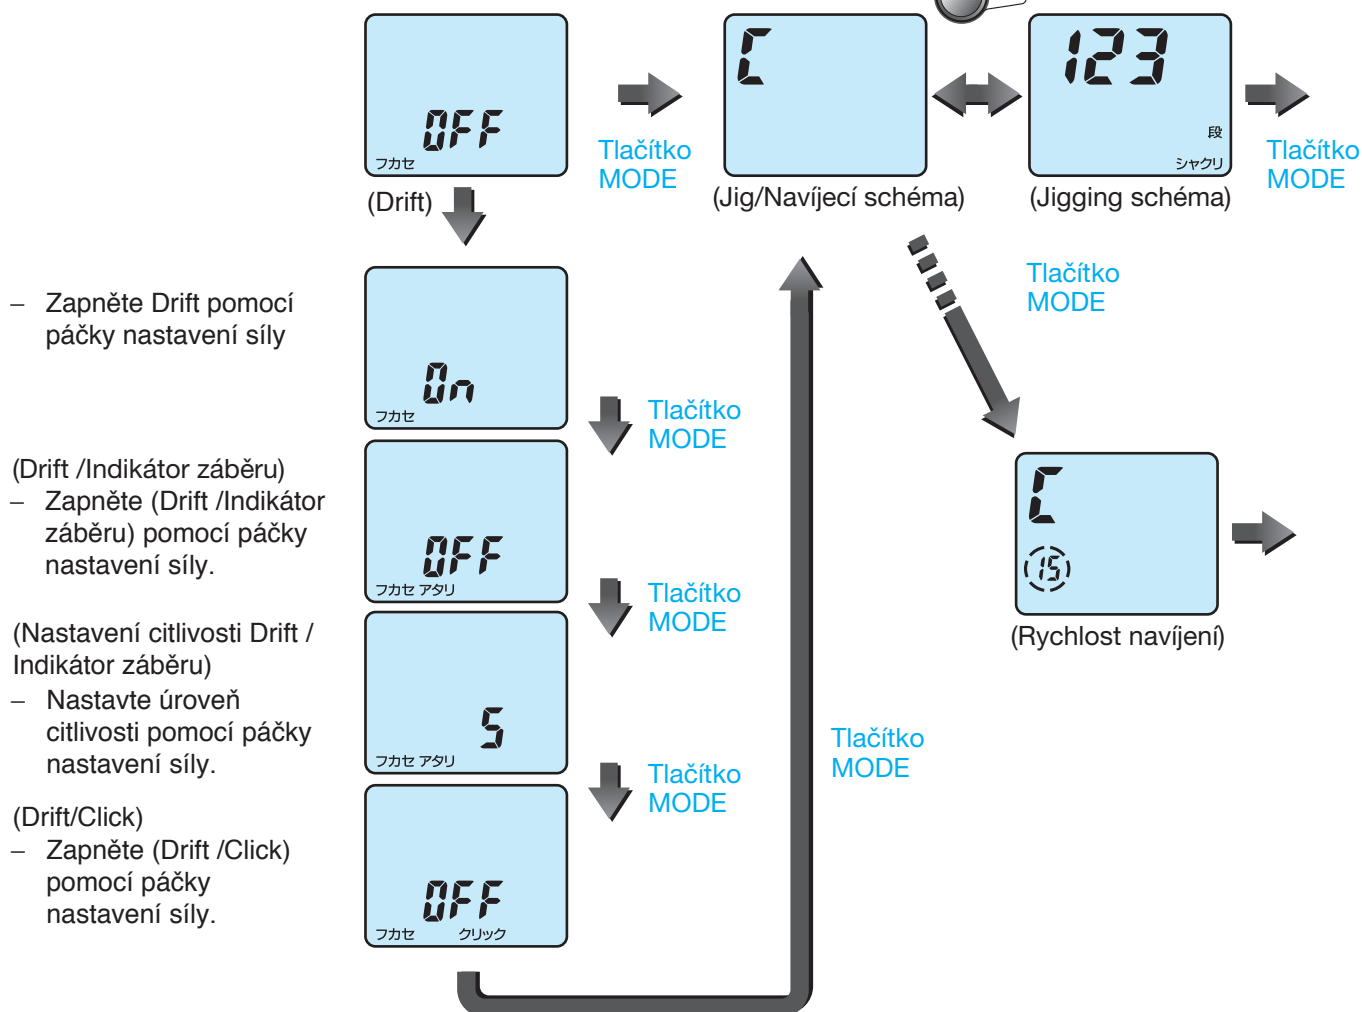 OFF
フカセ
(Drift)
Tlačítko
MODE
C
(Jig/Navíjecí schéma)
123
段
シャクリ
(Jigging schéma)
Tlačítko
MODE
Tlačítko
MODE
– Zapněte Drift pomocí
páčky nastavení síly
On
フカセ
Tlačítko
MODE
(Drift /Indikátor záběru)
– Zapněte (Drift /Indikátor
záběru) pomocí páčky
nastavení síly.
OFF
フカセ アタリ
Tlačítko
MODE
C
15
(Rychlost navíjení)
(Nastavení citlivosti Drift /
Indikátor záběru)
– Nastavte úroveň
citlivosti pomocí páčky
nastavení síly.
5
フカセ アタリ
Tlačítko
MODE
Tlačítko
MODE
(Drift/Click)
– Zapněte (Drift /Click)
pomocí páčky
nastavení síly.
OFF
フカセ クリック